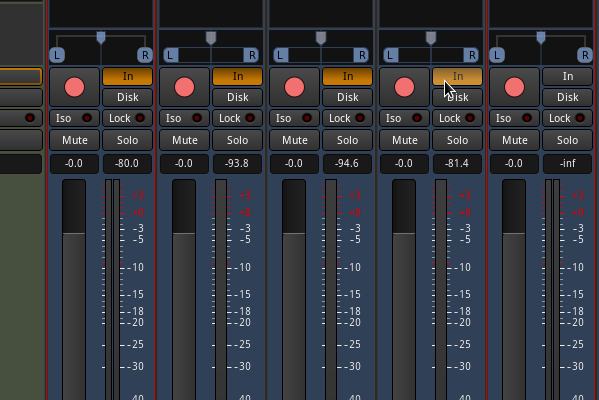 L R L R L R L R L R
In In In In In
Disk Disk Disk Disk Disk
Iso Lock Iso Lock Iso Lock Iso Lock Iso Lock
Mute Solo Mute Solo Mute Solo Mute Solo Mute Solo
-0.0 -80.0 -0.0 -93.8 -0.0 -94.6 -0.0 -81.4 -0.0 -inf
+3 +3 +3 +3 +3
+0 +0 +0 +0 +0
-3 -3 -3 -3 -3
-5 -5 -5 -5 -5
-10 -10 -10 -10 -10
-15 -15 -15 -15 -15
-18 -18 -18 -18 -18
-20 -20 -20 -20 -20
-25 -25 -25 -25 -25
-30 -30 -30 -30 -30
-40 -40 -40 -40 -40